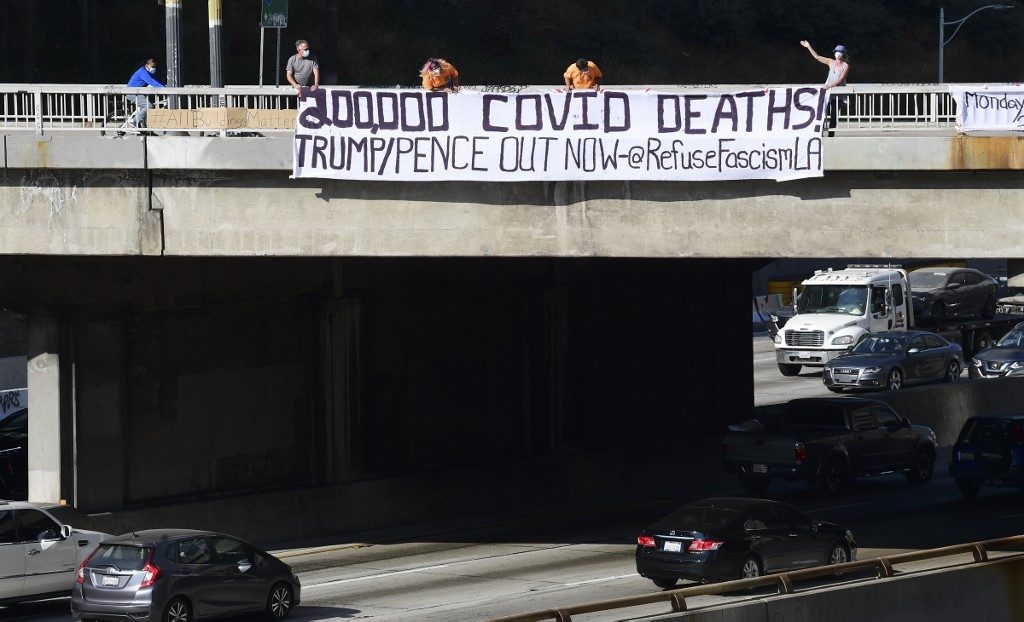 200,000 COVID DEATHS!
TRUMP/PENCE OUT NOW-@RefuseFascismLA
#All Buildings Matter
Monday